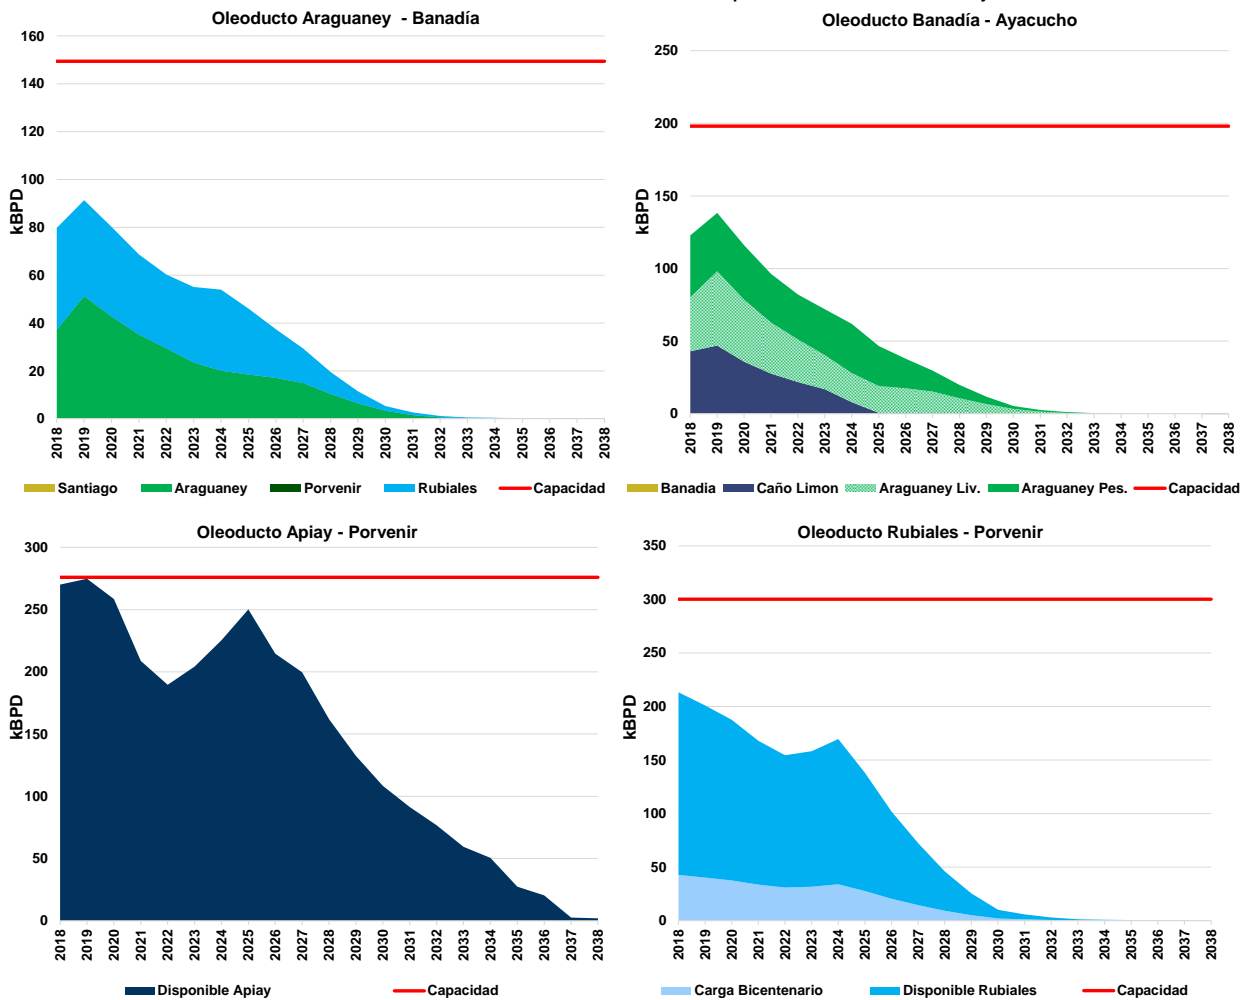 Oleoducto Araguaney - Banadía
160
140
120
100
80
60
40
20
0
kBPD
2018 2019 2020 2021 2022 2023 2024 2025 2026 2027 2028 2029 2030 2031 2032 2033 2034 2035 2036 2037 2038
Santiago Araguaney Porvenir Rubiales Capacidad
Oleoducto Banadía - Ayacucho
250
200
150
100
50
0
kBPD
2018 2019 2020 2021 2022 2023 2024 2025 2026 2027 2028 2029 2030 2031 2032 2033 2034 2035 2036 2037 2038
Banadia Caño Limon Araguaney Liv. Araguaney Pes. Capacidad
Oleoducto Apiay - Porvenir
300
250
200
150
100
50
0
kBPD
2018 2019 2020 2021 2022 2023 2024 2025 2026 2027 2028 2029 2030 2031 2032 2033 2034 2035 2036 2037 2038
Disponible Apiay Capacidad
Oleoducto Rubiales - Porvenir
350
300
250
200
150
100
50
0
kBPD
2018 2019 2020 2021 2022 2023 2024 2025 2026 2027 2028 2029 2030 2031 2032 2033 2034 2035 2036 2037 2038
Carga Bicentenario Disponible Rubiales Capacidad